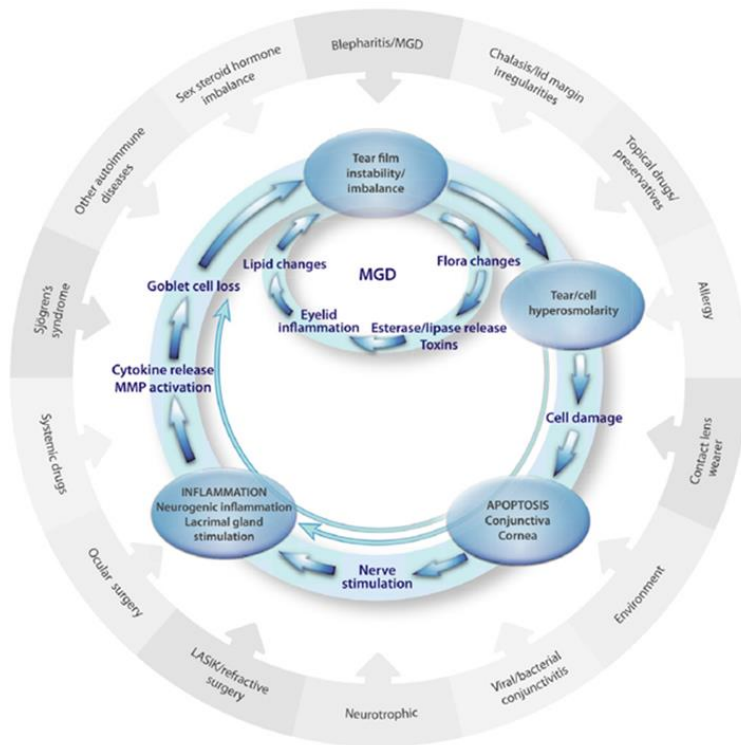 Blepharitis/MGD
Chalasis/lid margin
irregularities
Topical drugs/
preservatives
Allergy
Contact lens
wearer
Environment
Viral/bacterial
conjunctivitis
Neurotrophic
LASIK/refractive
surgery
Ocular surgery
Systemic drugs
Sjögren's
syndrome
Other autoimmune
diseases
Sex steroid hormone
imbalance
Tear film
instability/
imbalance
Tear/cell
hyperosmolarity
Cell damage
APOPTOSIS
Conjunctiva
Cornea
Nerve
stimulation
INFLAMMATION
Neurogenic inflammation
Lacrimal gland
stimulation
Cytokine release
MMP activation
Goblet cell loss
MGD
Flora changes
Esterase/lipase release
Toxins
Eyelid
inflammation
Lipid changes